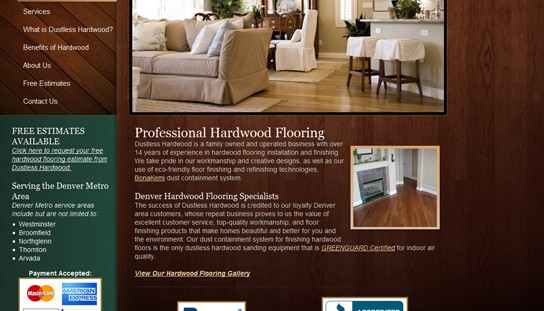 Services
What is Dustless Hardwood?
Benefits of Hardwood
About Us
Free Estimates
Contact Us
FREE ESTIMATES
AVAILABLE
Click here to request your free
hardwood flooring estimate from
Dustless Hardwood.
Serving the Denver Metro
Area
Denver Metro service areas
include but are not limited to:
Westminster
Broomfield
Northglenn
Thornton
Arvada
Payment Accepted:
MasterCard
AMERICAN
EXPRESS
Professional Hardwood Flooring
Dustless Hardwood is a family owned and operated business with over
14 years of experience in hardwood flooring installation and finishing.
We take pride in our workmanship and creative designs, as well as our
use of eco-friendly floor finishing and refinishing technologies.
BonaKemi dust containment system.
Denver Hardwood Flooring Specialists
The success of Dustless Hardwood is credited to our loyalty Denver
area customers, whose repeat business proves to us the value of
excellent customer service, top-quality workmanship, and floor
finishing products that make homes beautiful and better for you and
the environment. Our dust containment system for finishing hardwood
floors is the only dustless hardwood sanding equipment that is GREENGUARD Certified for indoor air
quality.
View Our Hardwood Flooring Gallery
ACCREDITED